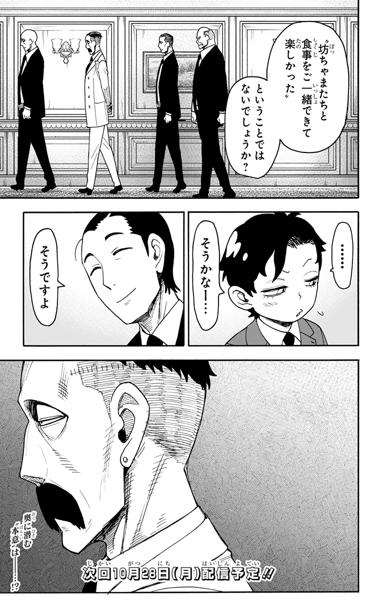 〝坊ちゃまたちと
食事をご一緒できて
楽しかった〟
ということでは
ないでしょうか?
………
そうかなー…
そうですよ
次回10月28日(月)配信予定!!